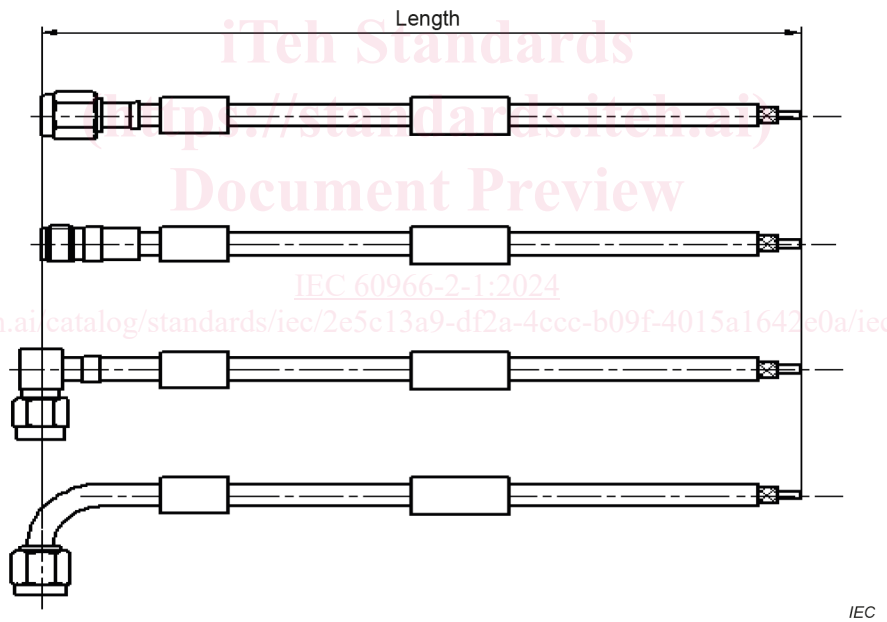 Length
iTeh Standards
(https://standards.iteh.ai)
Document Preview
IEC 60966-2-1:2024
h.ai/catalog/standards/iec/2e5c13a9-df2a-4ccc-b09f-4015a1642e0a/iec
IEC